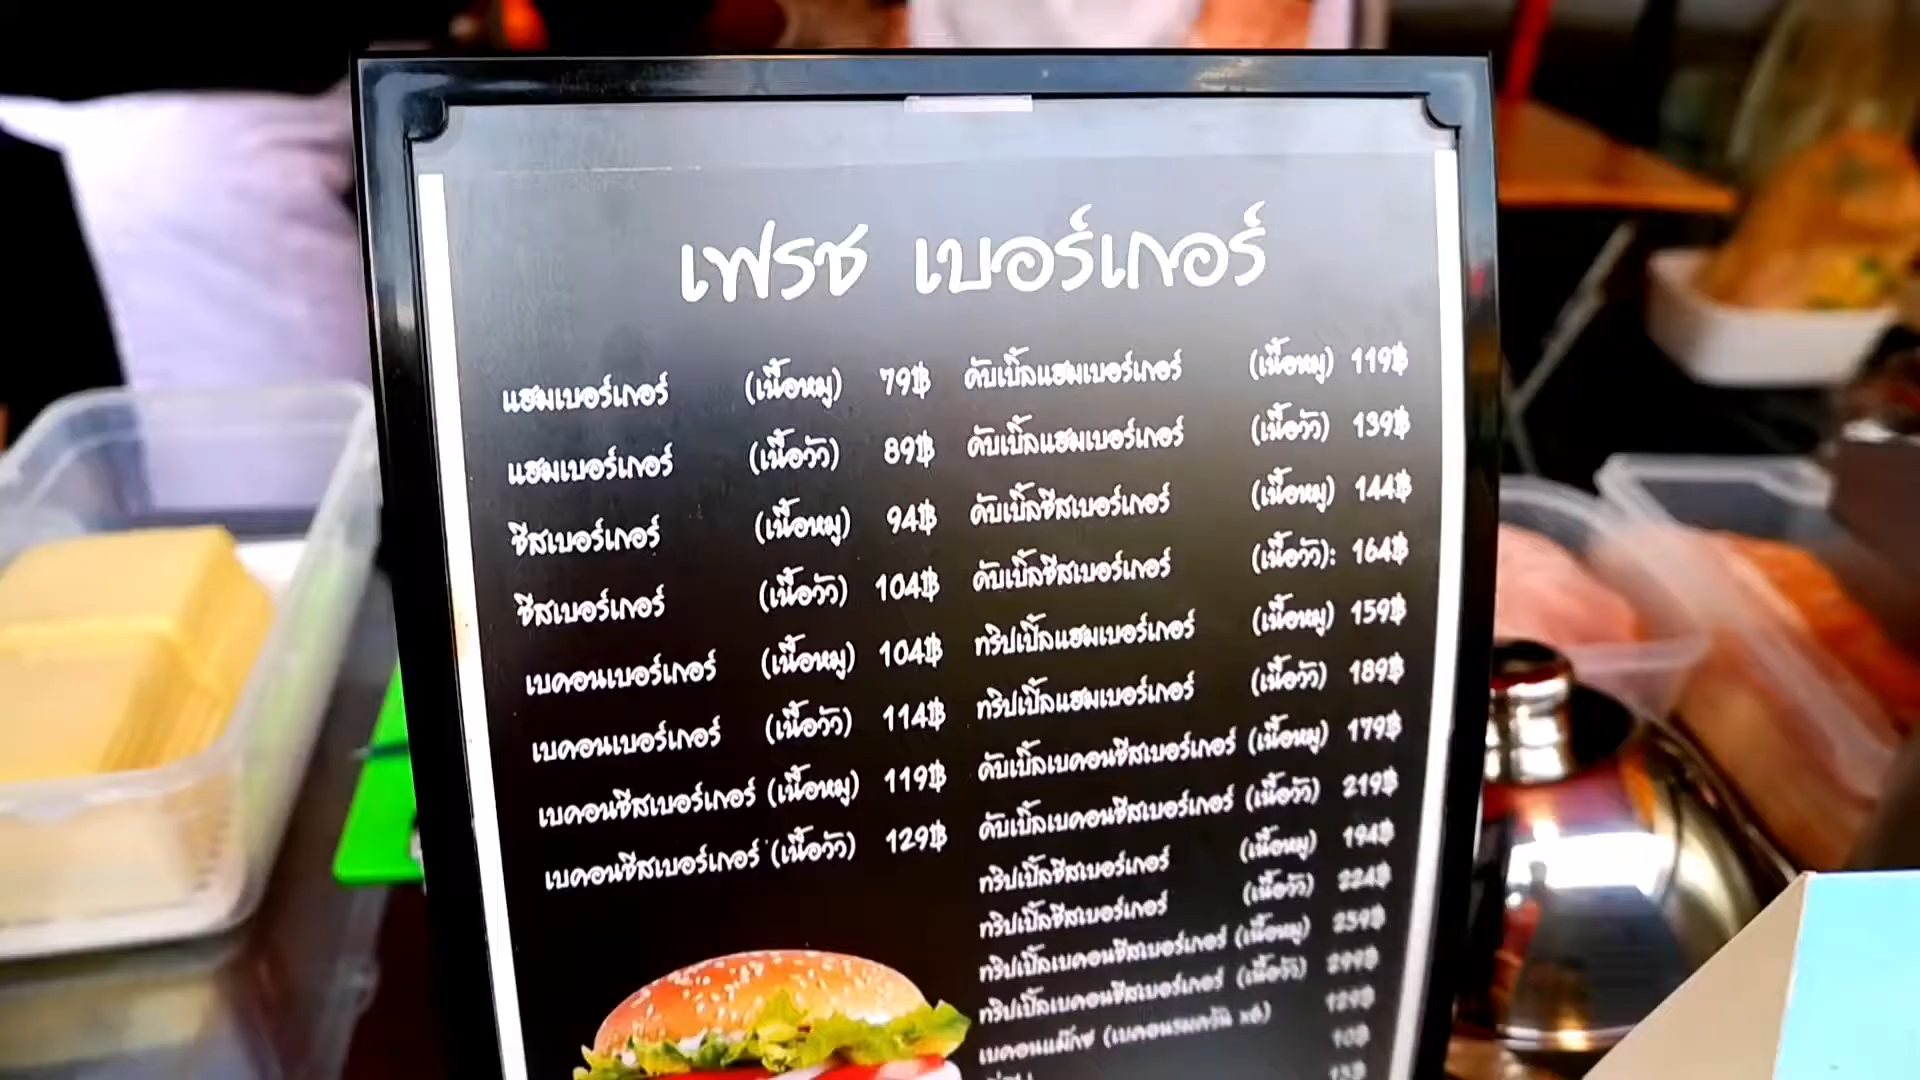 เฟรช เบอร์เกอร์
แฮมเบอร์เกอร์ (เนื้อหมู) 79฿
แฮมเบอร์เกอร์ (เนื้อวัว) 89฿
ชีสเบอร์เกอร์ (เนื้อหมู) 94฿
ชีสเบอร์เกอร์ (เนื้อวัว) 104฿
เบคอนเบอร์เกอร์ (เนื้อหมู) 104฿
เบคอนเบอร์เกอร์ (เนื้อวัว) 114฿
เบคอนชีสเบอร์เกอร์ (เนื้อหมู) 119฿
เบคอนชีสเบอร์เกอร์ (เนื้อวัว) 129฿
ดับเบิ้ลแฮมเบอร์เกอร์ (เนื้อหมู) 119฿
ดับเบิ้ลแฮมเบอร์เกอร์ (เนื้อวัว) 139฿
ดับเบิ้ลชีสเบอร์เกอร์ (เนื้อหมู) 144฿
ดับเบิ้ลชีสเบอร์เกอร์ (เนื้อวัว): 164฿
ทริปเปิ้ลแฮมเบอร์เกอร์ (เนื้อหมู) 159฿
ทริปเปิ้ลแฮมเบอร์เกอร์ (เนื้อวัว) 189฿
ดับเบิ้ลเบคอนชีสเบอร์เกอร์ (เนื้อหมู) 179฿
ดับเบิ้ลเบคอนชีสเบอร์เกอร์ (เนื้อวัว) 219฿
ทริปเปิ้ลชีสเบอร์เกอร์ (เนื้อหมู) 194฿
ทริปเปิ้ลชีสเบอร์เกอร์ (เนื้อวัว) 224฿
ทริปเปิ้ลเบคอนชีสเบอร์เกอร์ (เนื้อหมู)
ทริปเปิ้ลเบคอนชีสเบอร์เกอร์ (เนื้อวัว) 299฿
เบคอนแม๊กซ์ (เบคอนรมควัน x6)